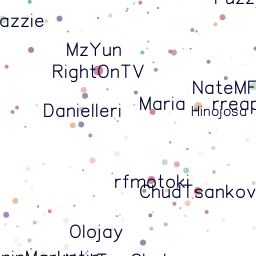 azzie
MzYun
RightOnTV
NateMF
Maria
Hinojosa
Danielleri
rfmotoki
ChudTsankov
Olojay